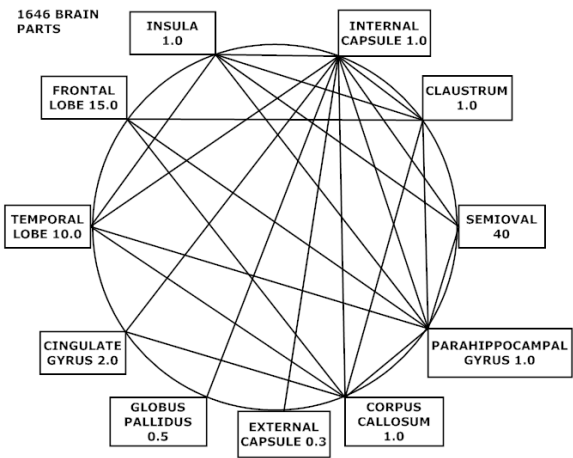 1646 BRAIN
PARTS
INSULA
1.0
INTERNAL
CAPSULE 1.0
FRONTAL
LOBE 15.0
CLAUSTRUM
1.0
TEMPORAL
LOBE 10.0
SEMIOVAL
40
CINGULATE
GYRUS 2.0
PARAHIPPOCAMPAL
GYRUS 1.0
GLOBUS
PALLIDUS
0.5
EXTERNAL
CAPSULE 0.3
CORPUS
CALLOSUM
1.0